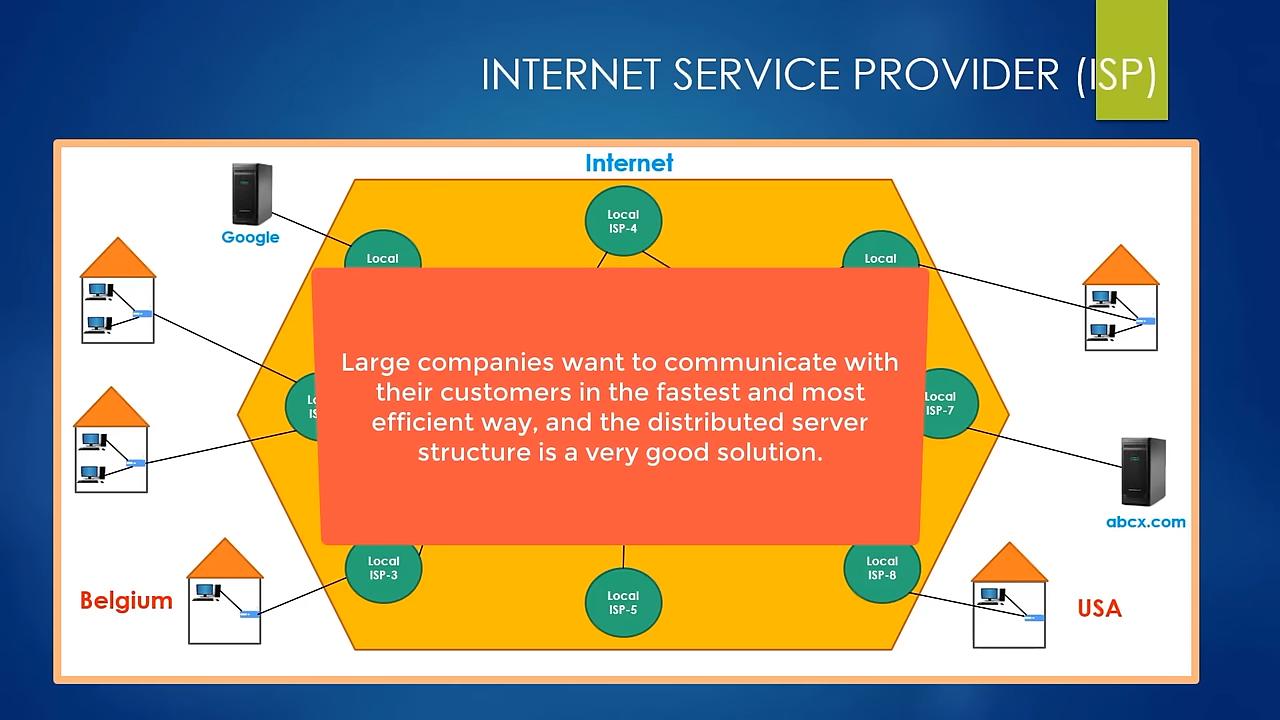 INTERNET SERVICE PROVIDER (ISP)
Internet
Google
Local
ISP-4
Local
Local
Large companies want to communicate with
their customers in the fastest and most
efficient way, and the distributed server
structure is a very good solution.
Local
ISP-7
abcx.com
Local
ISP-3
Local
ISP-5
Local
ISP-8
Belgium
USA